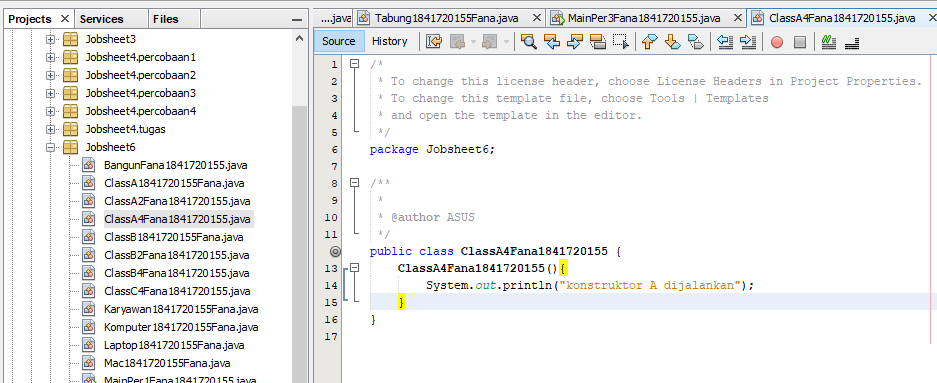 Projects Services Files
Jobsheet3
Jobsheet4.percobaan1
Jobsheet4.percobaan2
Jobsheet4.percobaan3
Jobsheet4.percobaan4
Jobsheet4.tugas
Jobsheet6
BangunFana1841720155.java
ClassA1841720155Fana.java
ClassA2Fana1841720155.java
ClassA4Fana1841720155.java
ClassB1841720155Fana.java
ClassB2Fana1841720155.java
ClassB4Fana1841720155.java
ClassC4Fana1841720155.java
Karyawan1841720155Fana.java
Komputer1841720155Fana.java
Laptop1841720155Fana.java
Mac1841720155Fana.java
MainPer1Fana1841720155.java
....java Tabung1841720155Fana.java MainPer3Fana1841720155.java ClassA4Fana1841720155.java
Source History
1 /*
2 * To change this license header, choose License Headers in Project Properties.
3 * To change this template file, choose Tools | Templates
4 * and open the template in the editor.
5 */
6 package Jobsheet6;
7
8 /**
9 *
10 * @author ASUS
11 */
public class ClassA4Fana1841720155 {
13 ClassA4Fana1841720155(){
14 System.out.println("konstruktor A dijalankan");
15 }
16 }
17